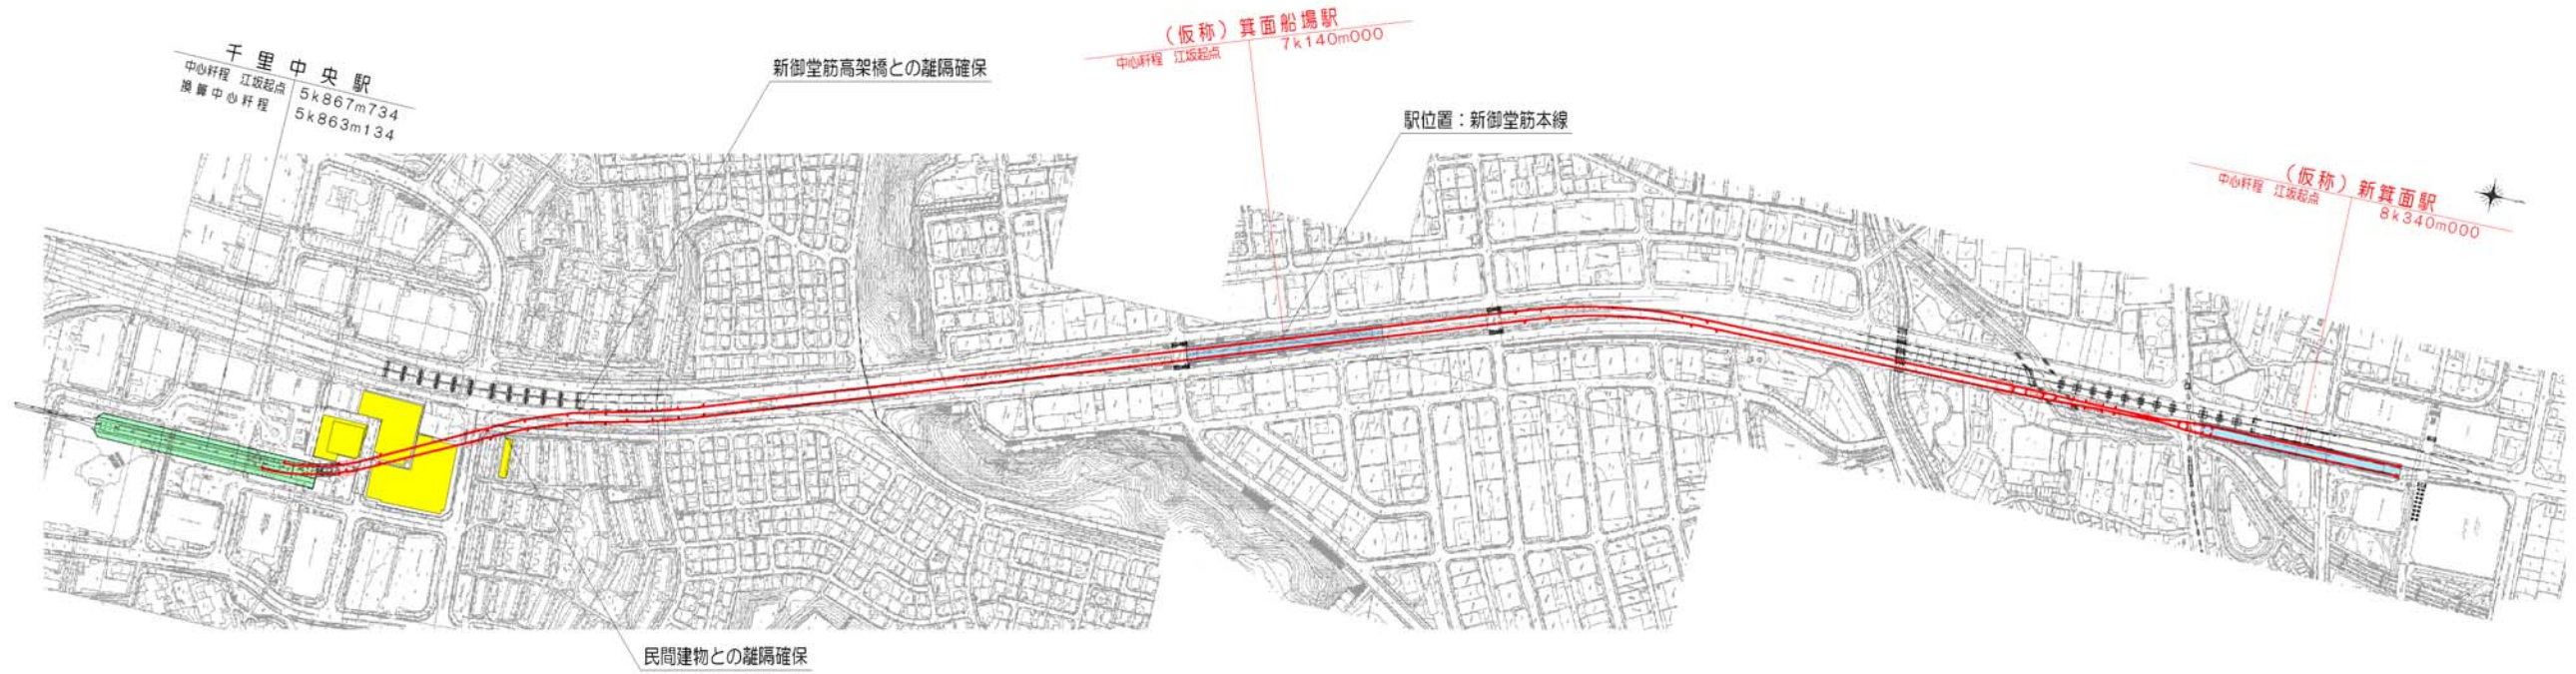 千里中央駅
中心粁程 江坂起点 5k867m734
換算中心粁程 5k863m134
新御堂筋高架橋との離隔確保
（仮称）箕面船場駅
中心粁程 江坂起点 7k140m000
駅位置：新御堂筋本線
（仮称）新箕面駅
中心粁程 江坂起点 8k340m000
民間建物との離隔確保